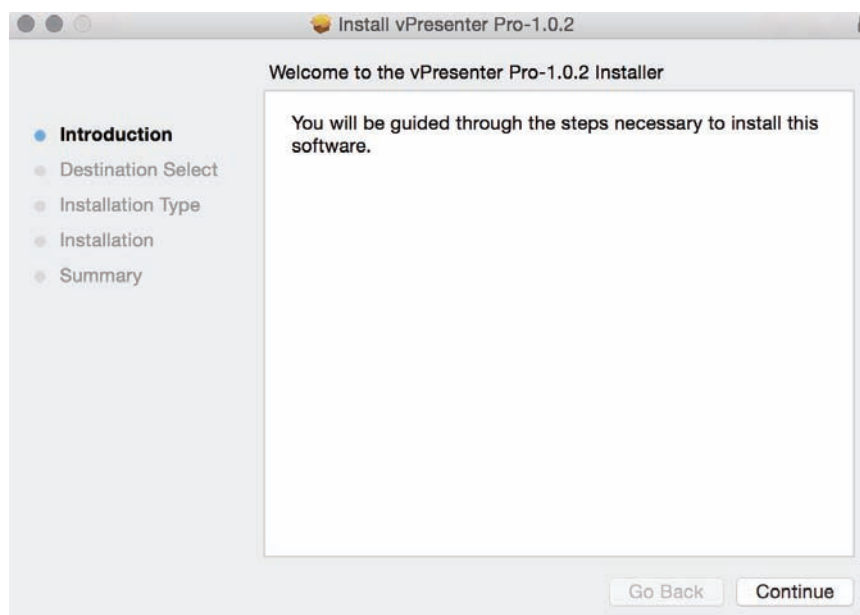 Install vPresenter Pro-1.0.2
Welcome to the vPresenter Pro-1.0.2 Installer
Introduction
Destination Select
Installation Type
Installation
Summary
You will be guided through the steps necessary to install this
software.
Go Back
Continue